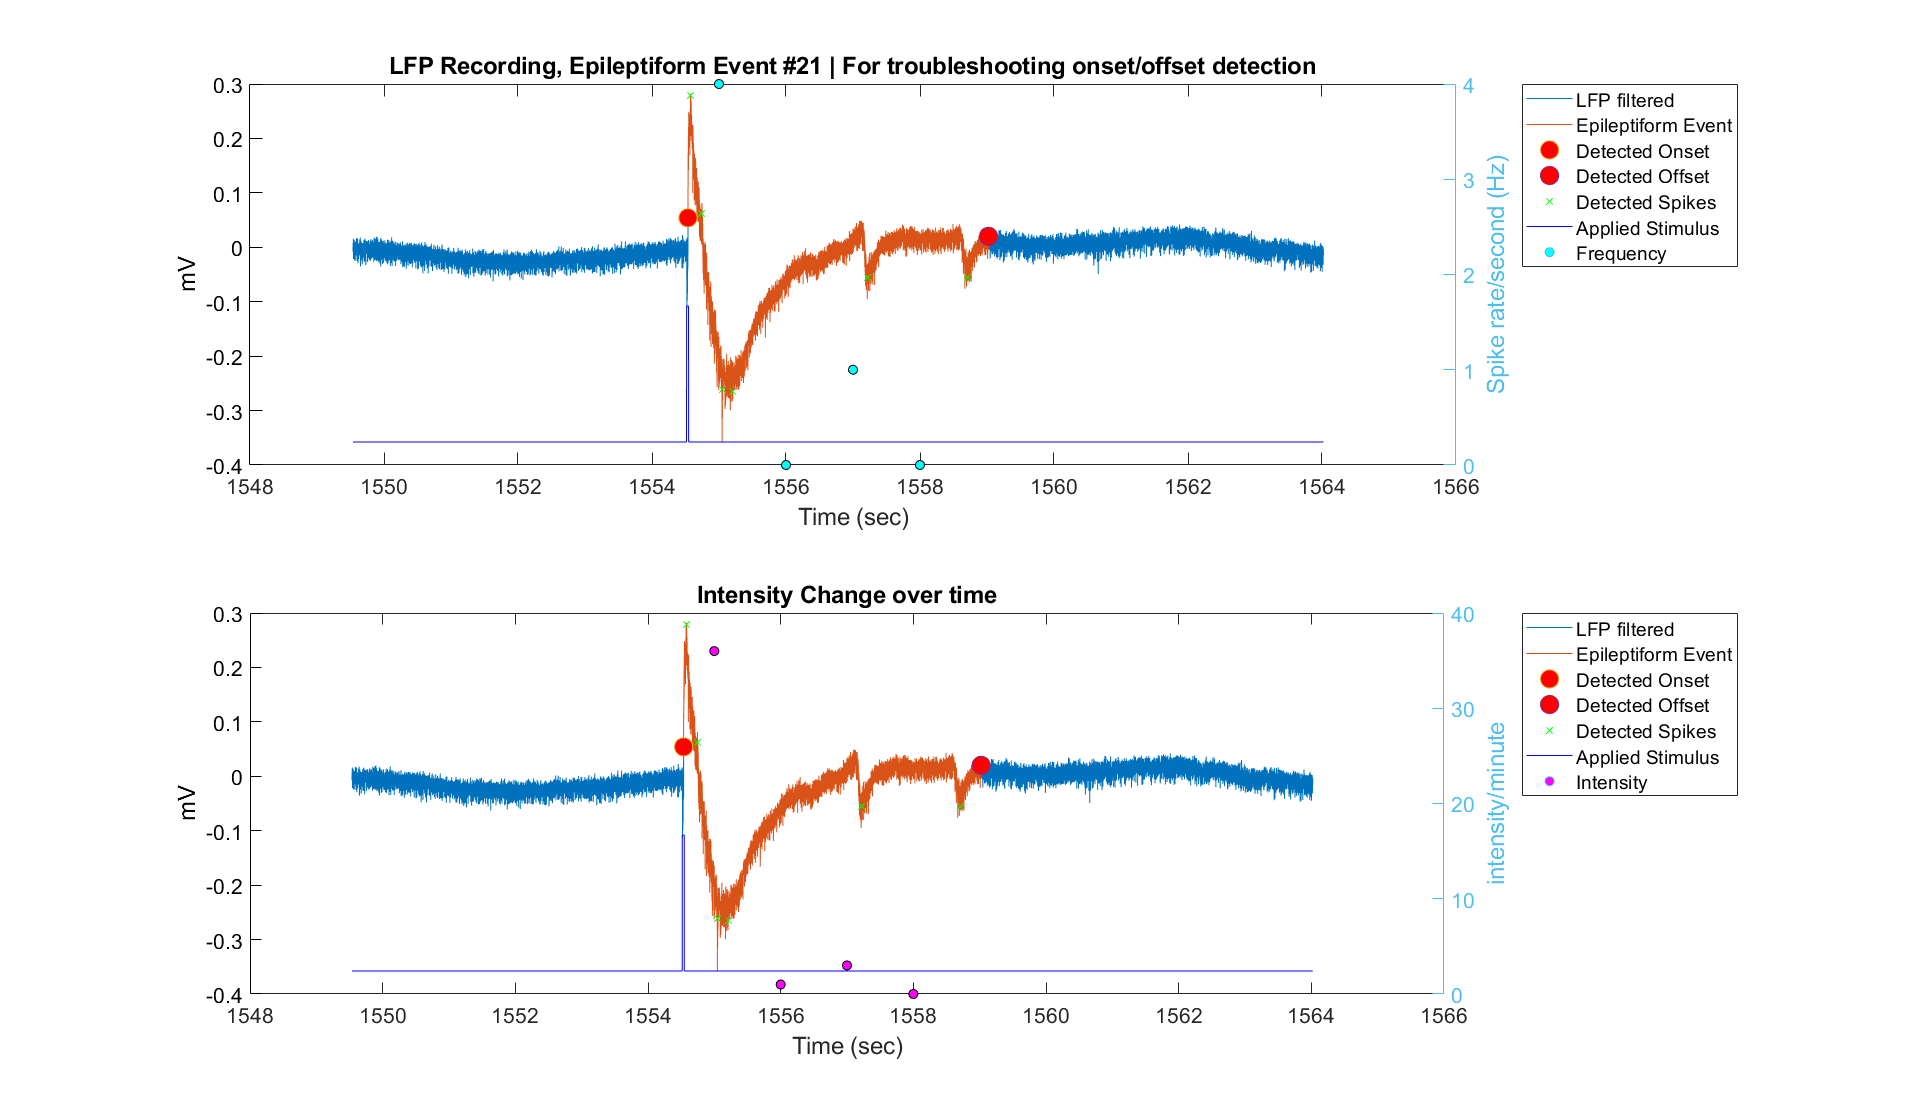 LFP Recording, Epileptiform Event #21 | For troubleshooting onset/offset detection
0.3
0.2
0.1
0
-0.1
-0.2
-0.3
-0.4
mV
4
3
2
1
0
Spike rate/second (Hz)
1548 1550 1552 1554 1556 1558 1560 1562 1564 1566
Time (sec)
LFP filtered
Epileptiform Event
Detected Onset
Detected Offset
Detected Spikes
Applied Stimulus
Frequency
Intensity Change over time
0.3
0.2
0.1
0
-0.1
-0.2
-0.3
-0.4
mV
40
30
20
10
0
intensity/minute
1548 1550 1552 1554 1556 1558 1560 1562 1564 1566
Time (sec)
LFP filtered
Epileptiform Event
Detected Onset
Detected Offset
Detected Spikes
Applied Stimulus
Intensity